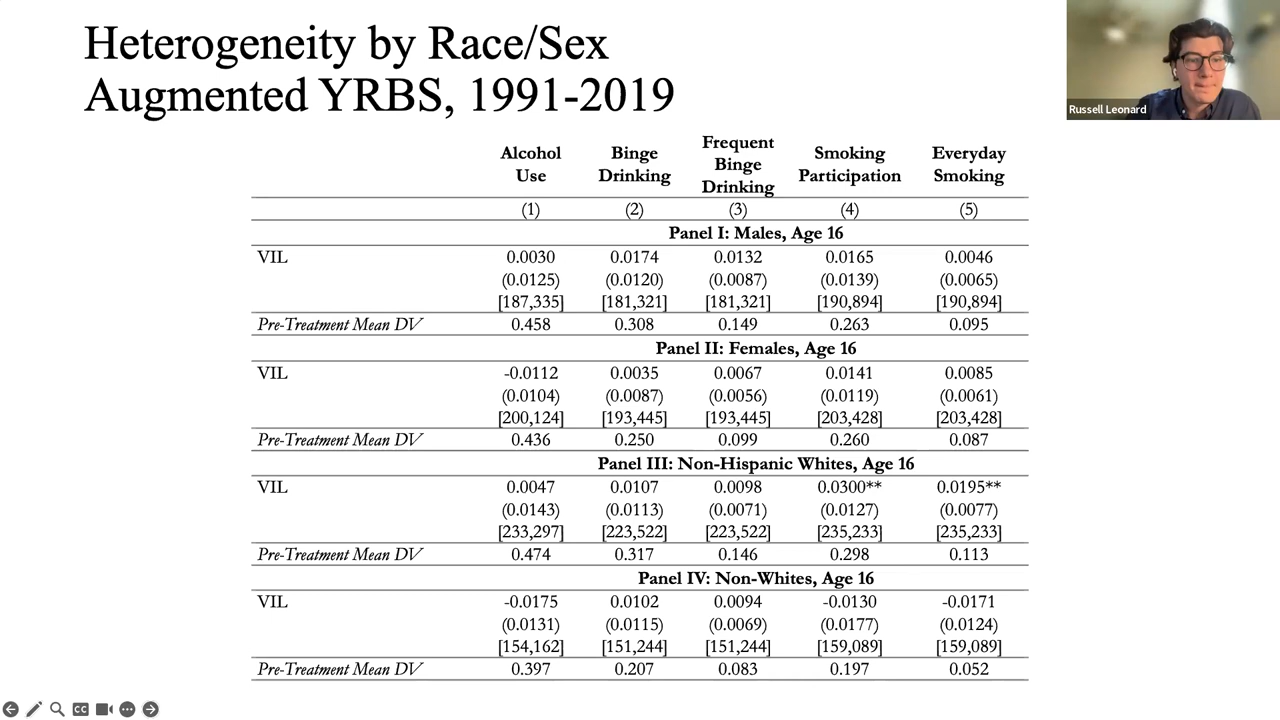 Heterogeneity by Race/Sex
Augmented YRBS, 1991-2019
Russell Leonard
Alcohol Use Binge Drinking Frequent Binge Drinking Smoking Participation Everyday Smoking
(1) (2) (3) (4) (5)
Panel I: Males, Age 16
VIL 0.0030 0.0174 0.0132 0.0165 0.0046
(0.0125) (0.0120) (0.0087) (0.0139) (0.0065)
[187,335] [181,321] [181,321] [190,894] [190,894]
Pre-Treatment Mean DV 0.458 0.308 0.149 0.263 0.095
Panel II: Females, Age 16
VIL -0.0112 0.0035 0.0067 0.0141 0.0085
(0.0104) (0.0087) (0.0056) (0.0119) (0.0061)
[200,124] [193,445] [193,445] [203,428] [203,428]
Pre-Treatment Mean DV 0.436 0.250 0.099 0.260 0.087
Panel III: Non-Hispanic Whites, Age 16
VIL 0.0047 0.0107 0.0098 0.0300** 0.0195**
(0.0143) (0.0113) (0.0071) (0.0127) (0.0077)
[233,297] [223,522] [223,522] [235,233] [235,233]
Pre-Treatment Mean DV 0.474 0.317 0.146 0.298 0.113
Panel IV: Non-Whites, Age 16
VIL -0.0175 0.0102 0.0094 -0.0130 -0.0171
(0.0131) (0.0115) (0.0069) (0.0177) (0.0124)
[154,162] [151,244] [151,244] [159,089] [159,089]
Pre-Treatment Mean DV 0.397 0.207 0.083 0.197 0.052
CC